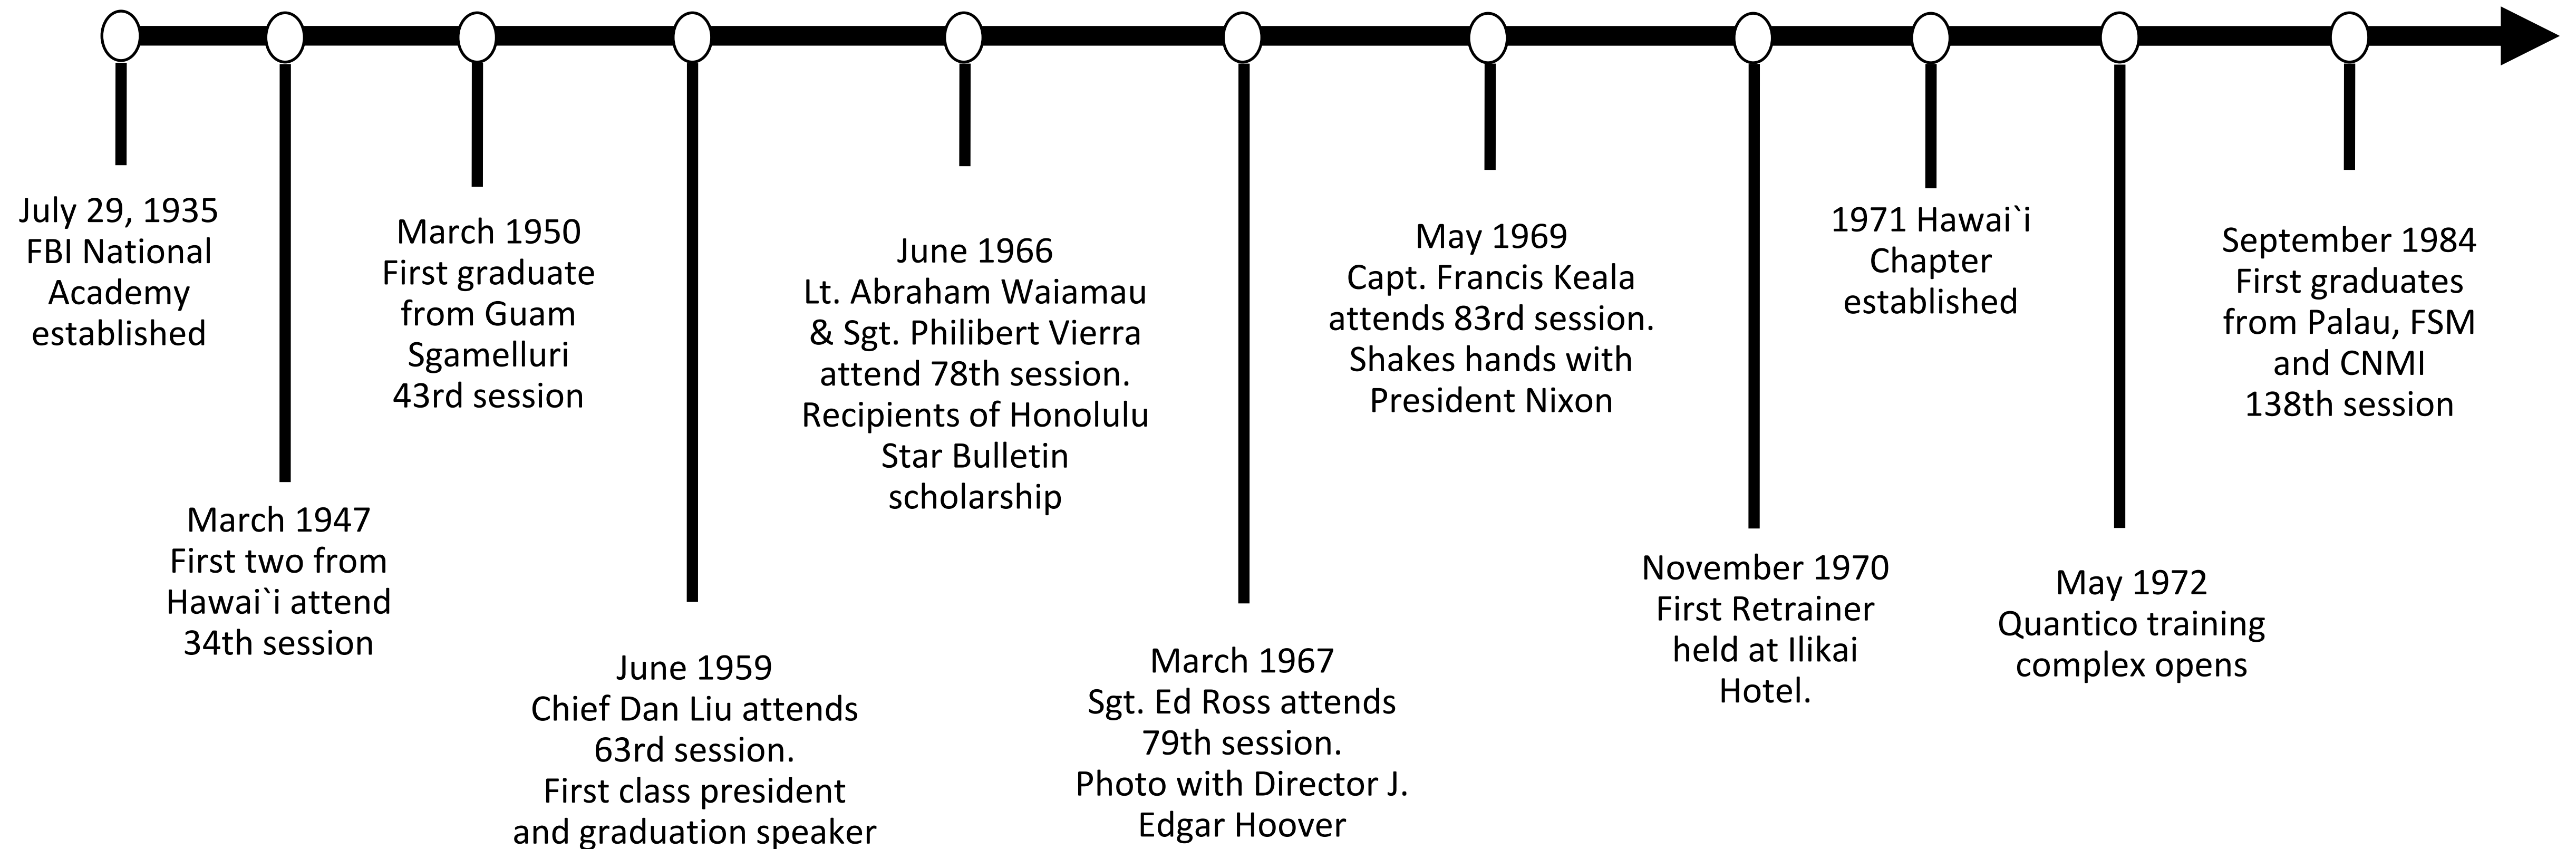 July 29, 1935
FBI National
Academy
established
March 1947
First two from
Hawai`i attend
34th session
March 1950
First graduate
from Guam
Sgamelluri
43rd session
June 1959
Chief Dan Liu attends
63rd session.
First class president
and graduation speaker
June 1966
Lt. Abraham Waiamau
& Sgt. Philibert Vierra
attend 78th session.
Recipients of Honolulu
Star Bulletin
scholarship
March 1967
Sgt. Ed Ross attends
79th session.
Photo with Director J.
Edgar Hoover
May 1969
Capt. Francis Keala
attends 83rd session.
Shakes hands with
President Nixon
November 1970
First Retrainer
held at Ilikai
Hotel.
1971 Hawai`i
Chapter
established
May 1972
Quantico training
complex opens
September 1984
First graduates
from Palau, FSM
and CNMI
138th session